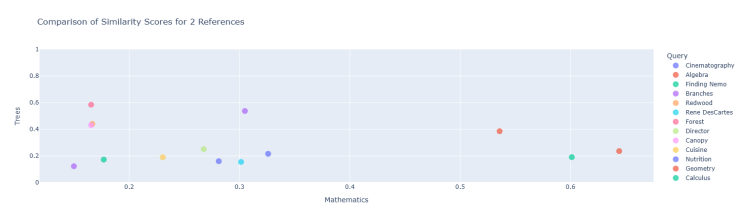 Comparison of Similarity Scores for 2 References
1
0.8
0.6
0.4
0.2
0
Trees
0.2 0.3 0.4 0.5 0.6
Mathematics
Query
Cinematography
Algebra
Finding Nemo
Branches
Redwood
Rene DesCartes
Forest
Director
Canopy
Cuisine
Nutrition
Geometry
Calculus